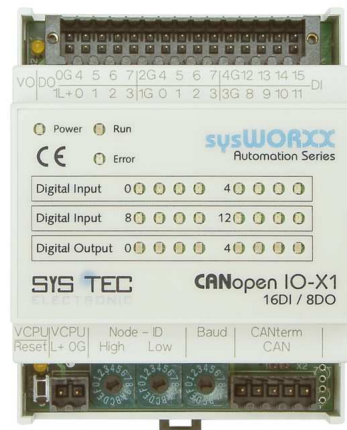 0G 4 5 6 7 2G 4 5 6 7 4G 12 13 14 15
VO DO DI
1L+ 0 1 2 3 1G 0 1 2 3 3G 8 9 10 11
Power Run
sysWORXX
Automation Series
CE Error
Digital Input 0 4
Digital Input 8 12
Digital Output 0 4
SYS TEC
ELECTRONIC
CANopen IO-X1
16DI / 8DO
VCPU VCPU Node - ID Baud CANterm
Reset L+ 0G High Low CAN